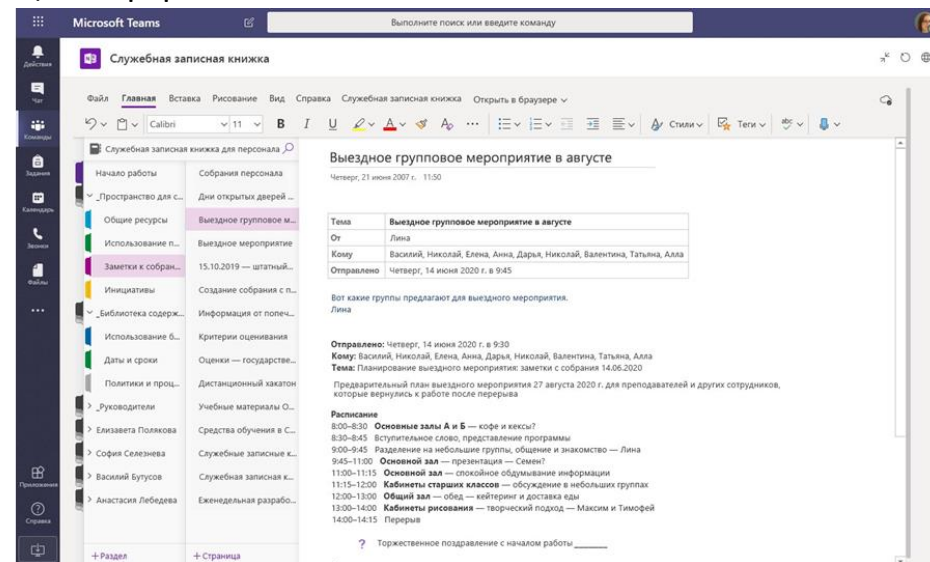 Microsoft Teams
Выполните поиск или введите команду
Действия
Чат
Команды
Задания
Календарь
Звонки
Файлы
Приложения
Справка
Служебная записная книжка
Файл Главная Вставка Рисование Вид Справка Служебная записная книжка Открыть в браузере
Calibri 11 B I U Стили Теги
Служебная записная книжка для персонала
Начало работы
_Пространство для с...
Общие ресурсы
Использование п...
Заметки к собран...
Инициативы
_Библиотека содерж...
Использование б...
Даты и сроки
Политики и проц...
_Руководители
Елизавета Полякова
София Селезнева
Василий Бутусов
Анастасия Лебедева
+ Раздел
Собрания персонала
Дни открытых дверей ...
Выездное групповое м...
Выездное мероприятие
15.10.2019 — штатный...
Создание собрания с п...
Информация от попеч...
Критерии оценивания
Оценки — государстве...
Дистанционный хакатон
Учебные материалы О...
Средства обучения в С...
Служебные записные к...
Служебная записная к...
Еженедельная разрабо...
+ Страница
Выездное групповое мероприятие в августе
Четверг, 21 июня 2007 г. 11:50
Тема Выездное групповое мероприятие в августе
От Лина
Кому Василий, Николай, Елена, Анна, Дарья, Николай, Валентина, Татьяна, Алла
Отправлено Четверг, 14 июня 2020 г. в 9:45
Вот какие группы предлагают для выездного мероприятия.
Лина
Отправлено: Четверг, 14 июня 2020 г. в 9:30
Кому: Василий, Николай, Елена, Анна, Дарья, Николай, Валентина, Татьяна, Алла
Тема: Планирование выездного мероприятия: заметки с собрания 14.06.2020
Предварительный план выездного мероприятия 27 августа 2020 г. для преподавателей и других сотрудников,
которые вернулись к работе после перерыва
Расписание
8:00–8:30 Основные залы А и Б — кофе и кексы?
8:30–8:45 Вступительное слово, представление программы
9:00–9:45 Разделение на небольшие группы, общение и знакомство — Лина
9:45–11:00 Основной зал — презентация — Семен?
11:00–11:15 Основной зал — спокойное обдумывание информации
11:15–12:00 Кабинеты старших классов — обсуждение в небольших группах
12:00–13:00 Общий зал — обед — кейтеринг и доставка еды
13:00–14:00 Кабинеты рисования — творческий подход — Максим и Тимофей
14:00–14:15 Перерыв
? Торжественное поздравление с началом работы ______